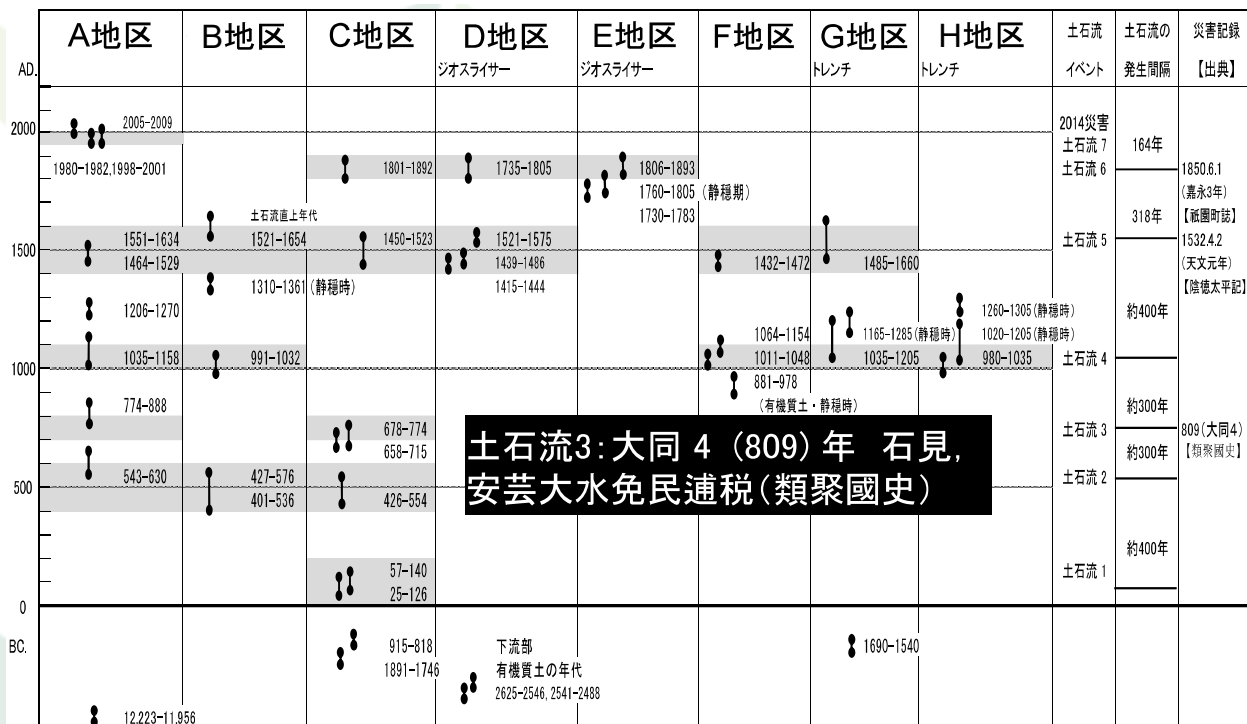 A地区
B地区
C地区
D地区
E地区
F地区
G地区
H地区
土石流
イベント
土石流の
発生間隔
災害記録
【出典】
ジオスライサー
ジオスライサー
トレンチ
トレンチ
AD.
2000
1500
1000
500
0
BC.
2005-2009
1980-1982,1998-2001
1551-1634
1464-1529
1206-1270
1035-1158
774-888
543-630
12.223-11.956
土石流直上年代
1521-1654
1310-1361(静穏時)
991-1032
427-576
401-536
1801-1892
1450-1523
678-774
658-715
426-554
57-140
25-126
915-818
1891-1746
1735-1805
1521-1575
1439-1486
1415-1444
下流部
有機質土の年代
2625-2546, 2541-2488
1806-1893
1760-1805 (静穏期)
1730-1783
1432-1472
1064-1154
1011-1048
881-978
(有機質土・静穏時)
1485-1660
1165-1285(静穏時)
1035-1205
1690-1540
1260-1305(静穏時)
1020-1205(静穏時)
980-1035
土石流3:大同 4 (809) 年 石見,
安芸大水免民逋税(類聚國史)
2014災害
土石流 7
土石流 6
土石流 5
土石流 4
土石流 3
土石流 2
土石流 1
164年
318年
約400年
約300年
約300年
約400年
1850.6.1
(嘉永3年)
【祇園町誌】
1532.4.2
(天文元年)
【陰徳太平記】
809(大同4)
【類聚國史】